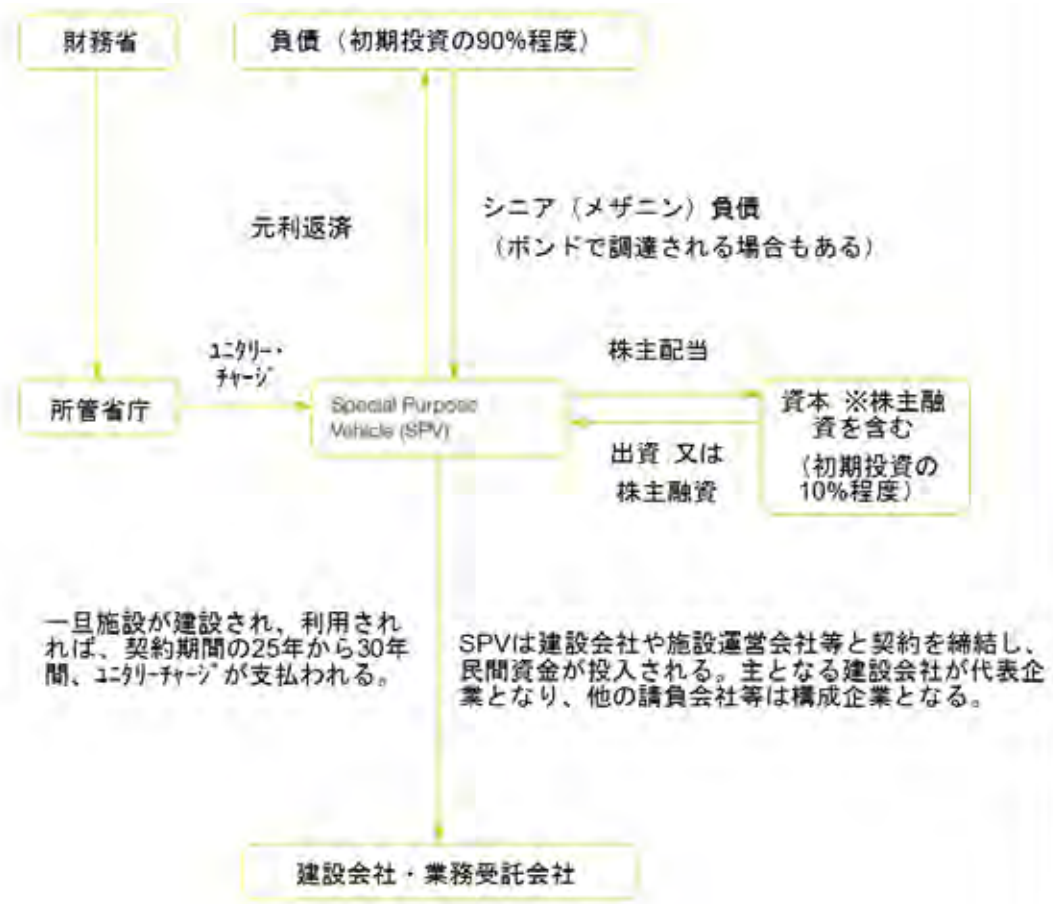 財務省
負債（初期投資の90%程度）
元利返済
シニア（メザニン）負債
（ボンドで調達される場合もある）
ﾕﾆﾀﾘｰ・
ﾁｬｰｼﾞ
株主配当
所管省庁
Special Purpose
Vehicle (SPV)
資本 ※株主融
資を含む
（初期投資の
10%程度）
出資 又は
株主融資
一旦施設が建設され、利用され
れば、契約期間の25年から30年
間、ﾕﾆﾀﾘｰﾁｬｰｼﾞが支払われる。
SPVは建設会社や施設運営会社等と契約を締結し、
民間資金が投入される。主となる建設会社が代表企
業となり、他の請負会社等は構成企業となる。
建設会社・業務受託会社